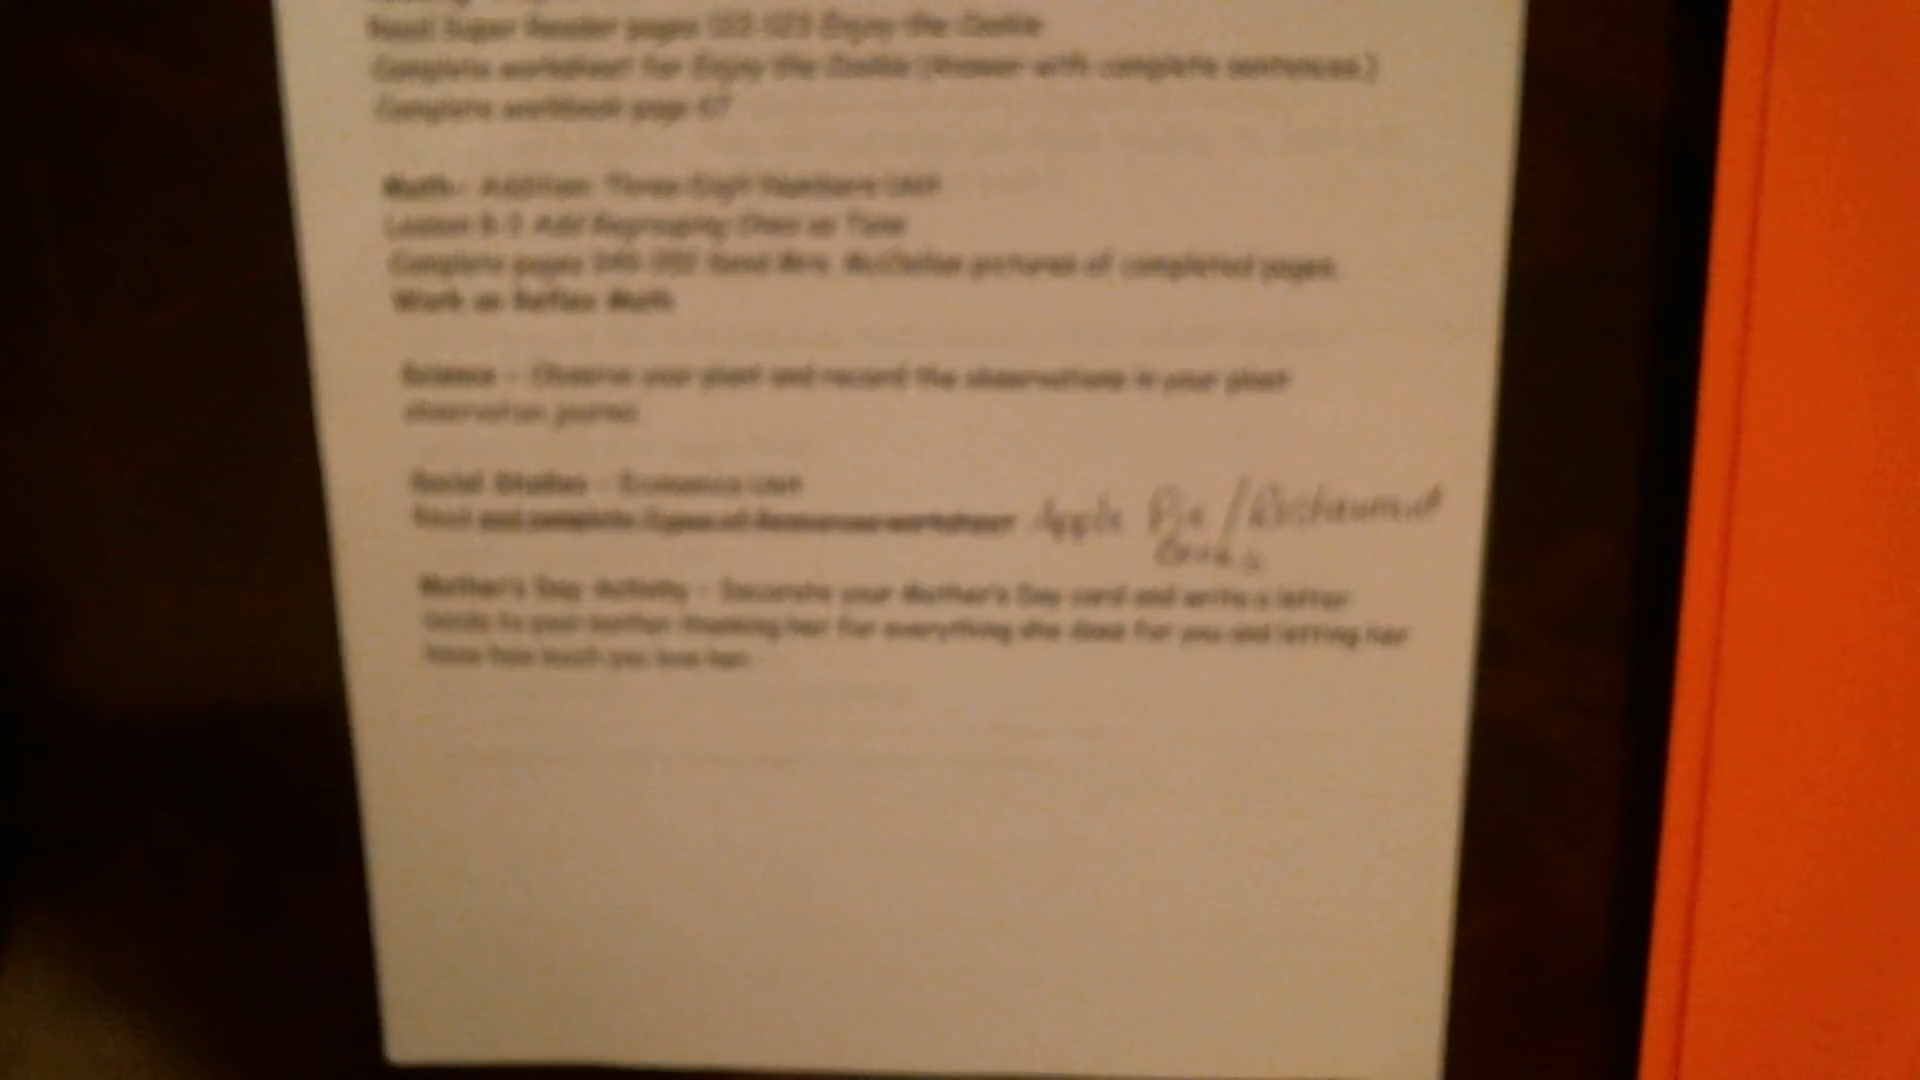 Read Super Reader pages 122-123 Enjoy the Cookie
Complete worksheet for Enjoy the Cookie (Answer with complete sentences.)
Complete workbook page 67
Math - Addition: Three-Digit Numbers Unit
Lesson 8-3 Add Regrouping Ones as Tens
Complete pages Send Mrs. McClellan pictures of completed pages.
Work on Reflex Math
Science - Observe your plant and record the observations in your plant
observation journal.
Social Studies - Economics Unit
Read and complete Types of Resources worksheet Apple Pie / Restaurant
Mother's Day Activity - Decorate your Mother's Day card and write a letter
to your mother thanking her for everything she does for you and letting her
know how much you love her.